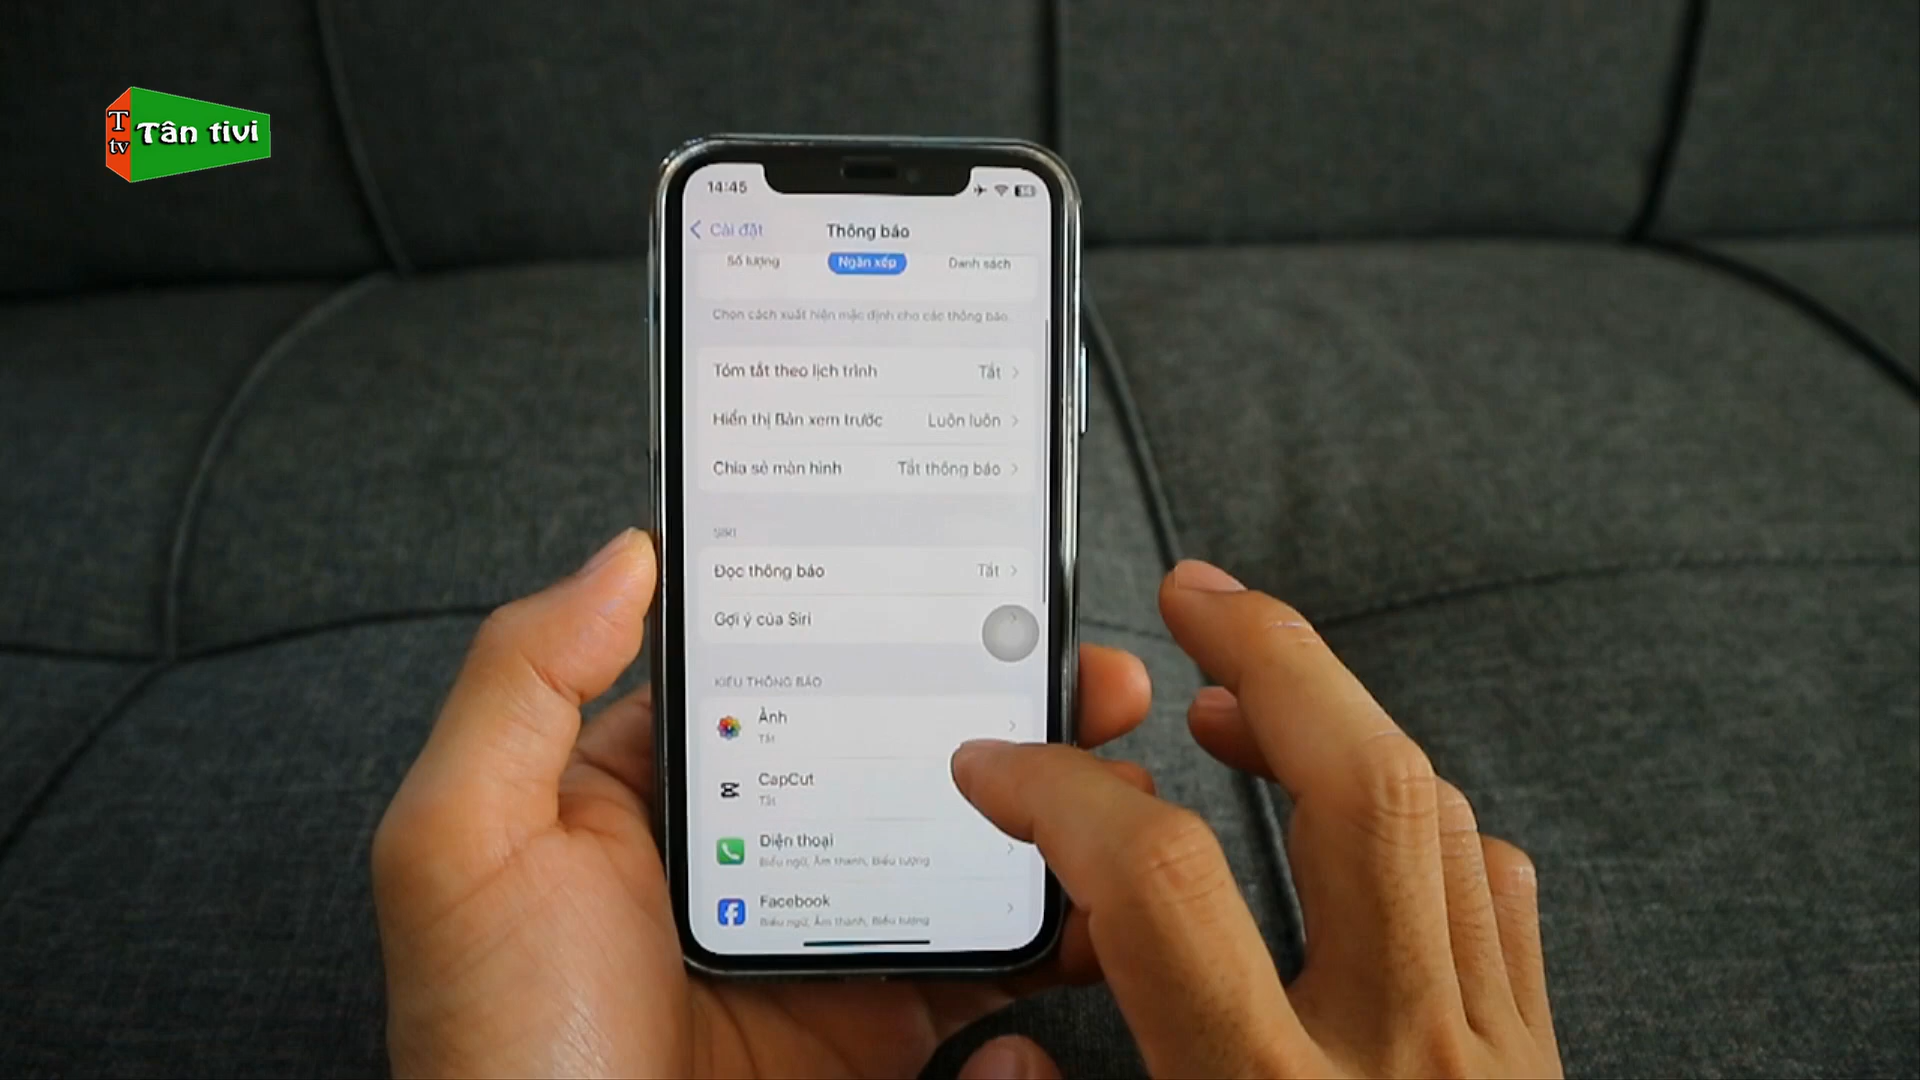 T
tv
Tân tivi
14:45
Cài đặt
Thông báo
Số lượng
Ngăn xếp
Danh sách
Chọn cách xuất hiện mặc định cho các thông báo.
Tóm tắt theo lịch trình
Tắt
Hiển thị Bản xem trước
Luôn luôn
Chia sẻ màn hình
Tắt thông báo
SIRI
Đọc thông báo
Tắt
Gợi ý của Siri
KIỂU THÔNG BÁO
Ảnh
Tắt
CapCut
Tắt
Điện thoại
Biểu ngữ, Âm thanh, Biểu tượng
Facebook
Biểu ngữ, Âm thanh, Biểu tượng